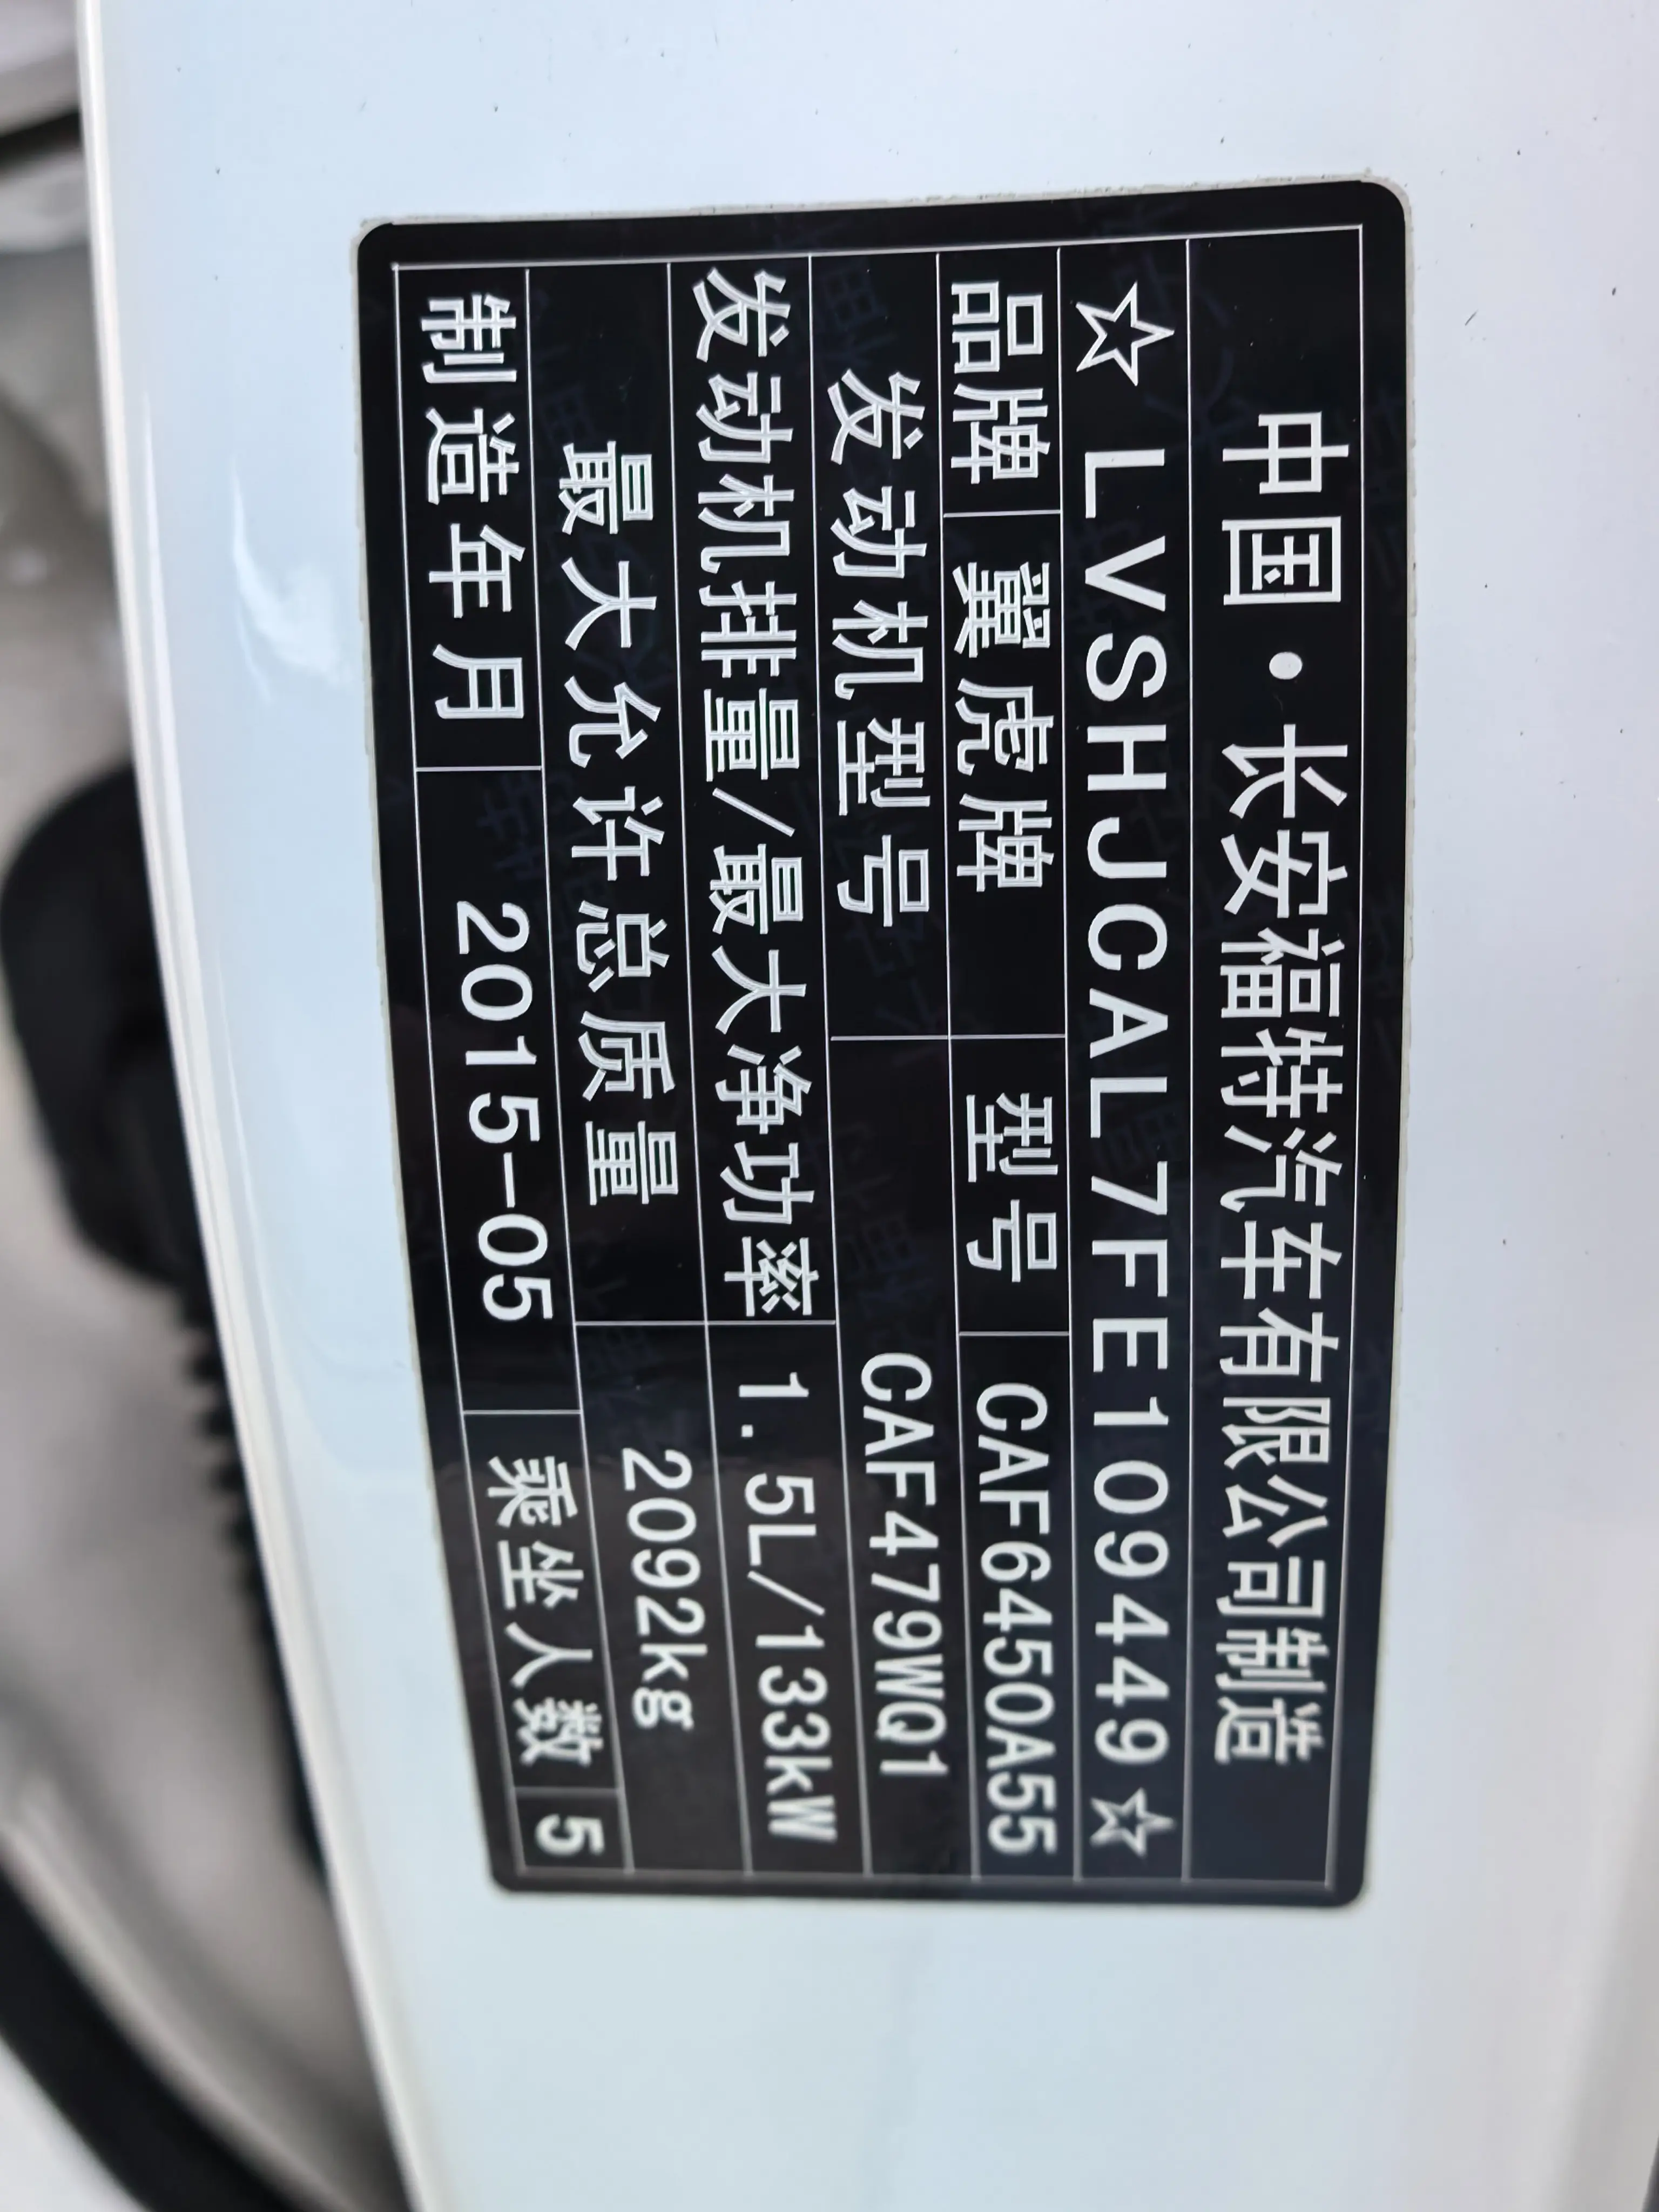 中国·长安福特汽车有限公司制造
☆LVSHJCAL7FE109449☆
品牌 翼虎牌 型号 CAF6450A55
发动机型号 CAF479WQ1
发动机排量/最大净功率 1.5L/133kW
最大允许总质量 2092kg
制造年月 2015-05 乘坐人数 5